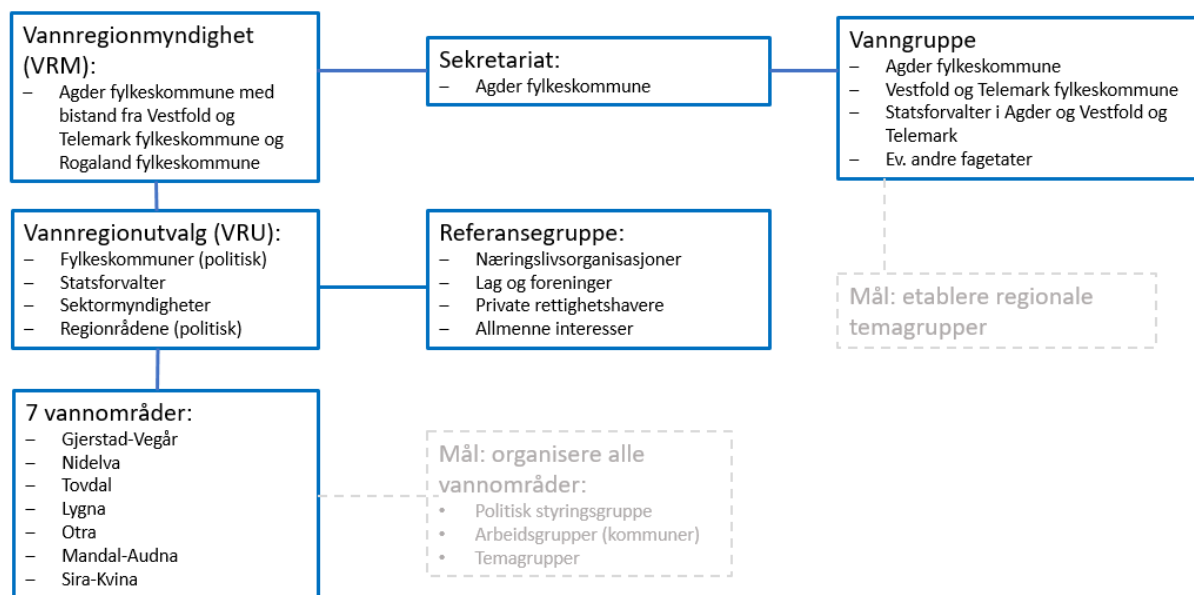 Vannregionmyndighet
(VRM):
– Agder fylkeskommune med
bistand fra Vestfold og
Telemark fylkeskommune og
Rogaland fylkeskommune
Sekretariat:
– Agder fylkeskommune
Vanngruppe
– Agder fylkeskommune
– Vestfold og Telemark fylkeskommune
– Statsforvalter i Agder og Vestfold og
Telemark
– Ev. andre fagetater
Vannregionutvalg (VRU):
– Fylkeskommuner (politisk)
– Statsforvalter
– Sektormyndigheter
– Regionrådene (politisk)
Referansegruppe:
– Næringslivsorganisasjoner
– Lag og foreninger
– Private rettighetshavere
– Allmenne interesser
Mål: etablere regionale
temagrupper
7 vannområder:
– Gjerstad-Vegår
– Nidelva
– Tovdal
– Lygna
– Otra
– Mandal-Audna
– Sira-Kvina
Mål: organisere alle
vannområder:
• Politisk styringsgruppe
• Arbeidsgrupper (kommuner)
• Temagrupper